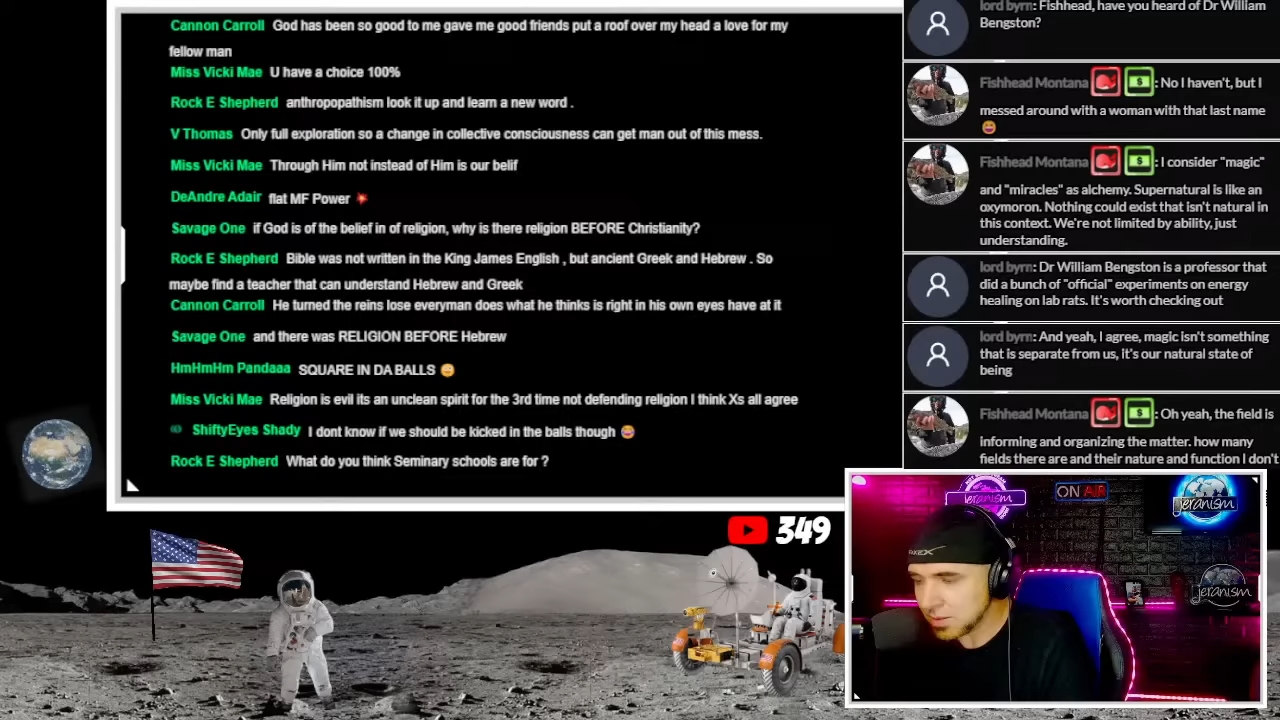 Cannon Carroll God has been so good to me gave me good friends put a roof over my head a love for my
fellow man
Miss Vicki Mae U have a choice 100%
Rock E Shepherd anthropopathism look it up and learn a new word .
V Thomas Only full exploration so a change in collective consciousness can get man out of this mess.
Miss Vicki Mae Through Him not instead of Him is our belif
DeAndre Adair flat MF Power 💥
Savage One if God is of the belief in of religion, why is there religion BEFORE Christianity?
Rock E Shepherd Bible was not written in the King James English , but ancient Greek and Hebrew . So
maybe find a teacher that can understand Hebrew and Greek
Cannon Carroll He turned the reins lose everyman does what he thinks is right in his own eyes have at it
Savage One and there was RELIGION BEFORE Hebrew
HmHmHm Pandaaa SQUARE IN DA BALLS
Miss Vicki Mae Religion is evil its an unclean spirit for the 3rd time not defending religion I think Xs all agree
ShiftyEyes Shady I dont know if we should be kicked in the balls though 😂
Rock E Shepherd What do you think Seminary schools are for ?
lord byrn: Fishhead, have you heard of Dr William
Bengston?
Fishhead Montana : No I haven't, but I
messed around with a woman with that last name
😆
Fishhead Montana : I consider "magic"
and "miracles" as alchemy. Supernatural is like an
oxymoron. Nothing could exist that isn't natural in
this context. We're not limited by ability, just
understanding.
lord byrn: Dr William Bengston is a professor that
did a bunch of "official" experiments on energy
healing on lab rats. It's worth checking out
lord byrn: And yeah, I agree, magic isn't something
that is separate from us, it's our natural state of
being
Fishhead Montana : Oh yeah, the field is
informing and organizing the matter. how many
fields there are and their nature and function I don't
349
jeranism
ON AIR
jeranism
jeranism